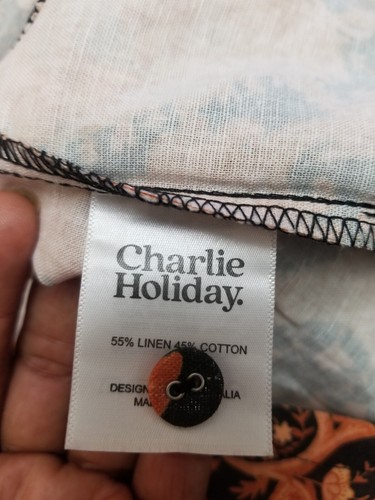 Charlie
Holiday.
55% LINEN 45% COTTON